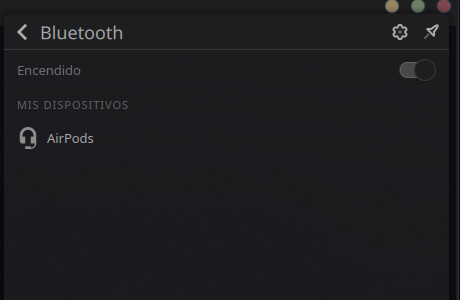 Bluetooth
Encendido
MIS DISPOSITIVOS
AirPods